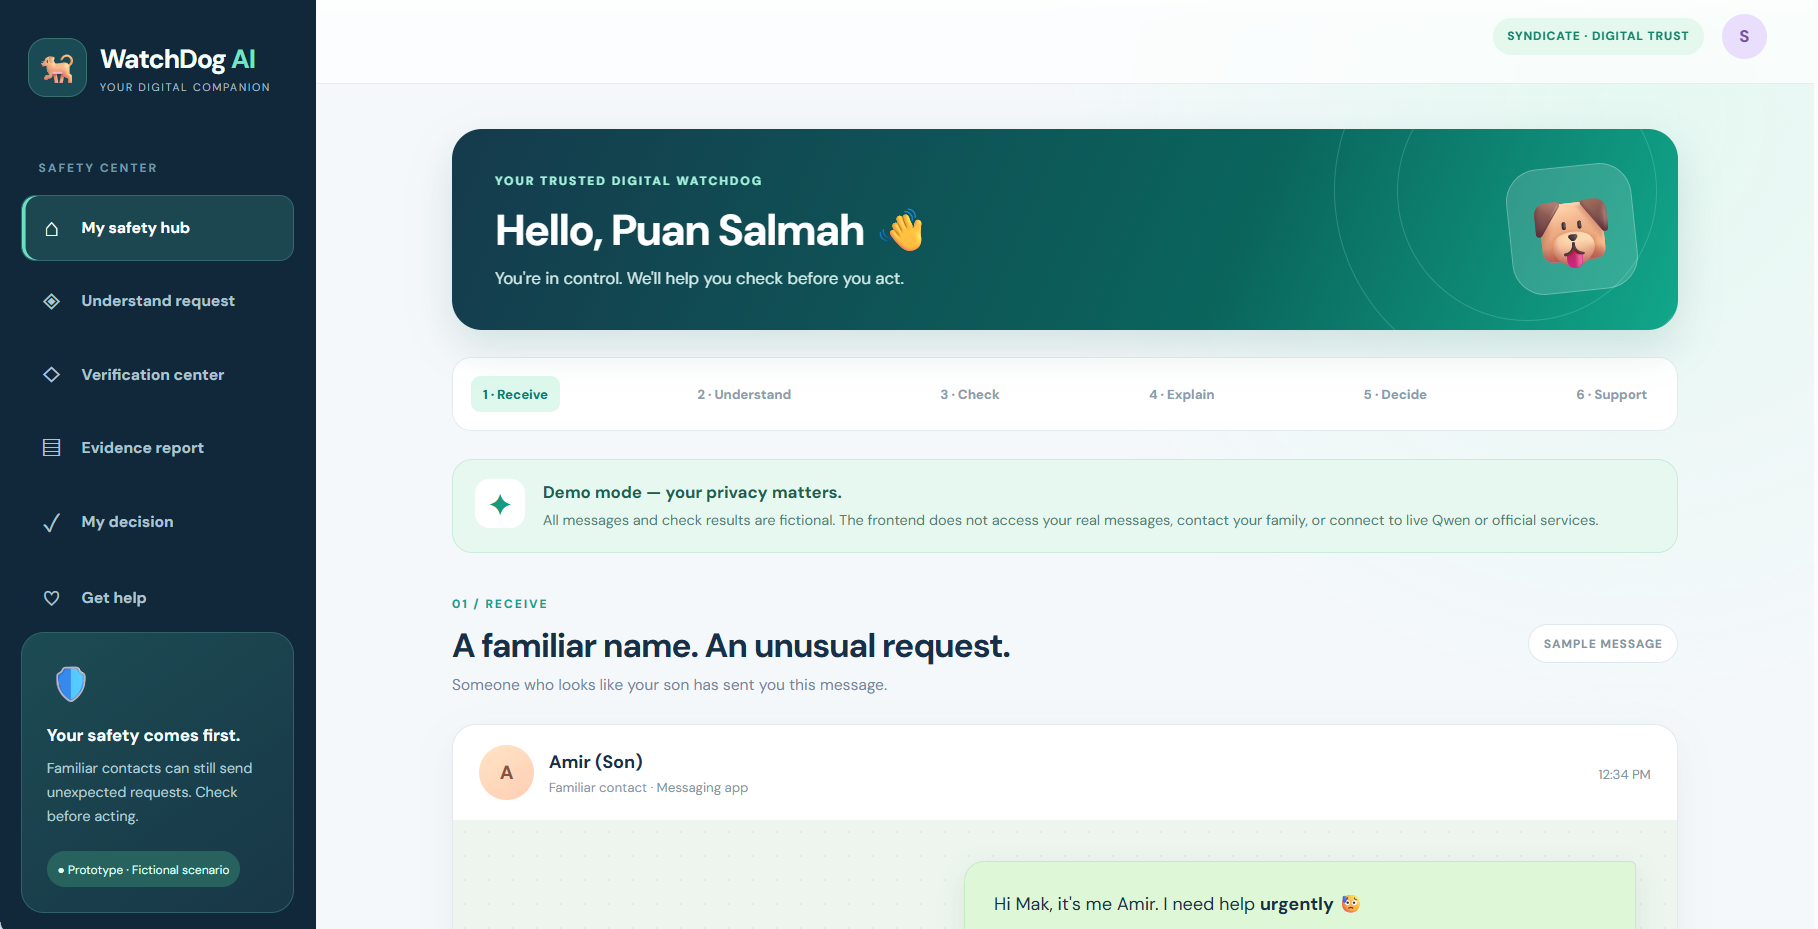 WatchDog AI
YOUR DIGITAL COMPANION
SAFETY CENTER
My safety hub
Understand request
Verification center
Evidence report
My decision
Get help
Your safety comes first.
Familiar contacts can still send
unexpected requests. Check
before acting.
• Prototype · Fictional scenario
SYNDICATE · DIGITAL TRUST
S
YOUR TRUSTED DIGITAL WATCHDOG
Hello, Puan Salmah 👋
You're in control. We'll help you check before you act.
1 · Receive
2 · Understand
3 · Check
4 · Explain
5 · Decide
6 · Support
Demo mode — your privacy matters.
All messages and check results are fictional. The frontend does not access your real messages, contact your family, or connect to live Qwen or official services.
01 / RECEIVE
A familiar name. An unusual request.
SAMPLE MESSAGE
Someone who looks like your son has sent you this message.
A
Amir (Son)
Familiar contact · Messaging app
12:34 PM
Hi Mak, it's me Amir. I need help urgently 😰